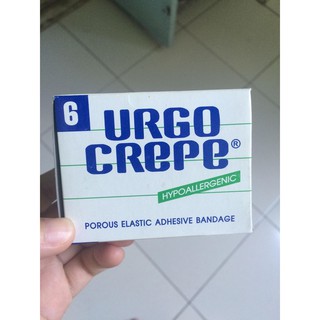 6
URGO
CREPE®
HYPOALLERGENIC
POROUS ELASTIC ADHESIVE BANDAGE